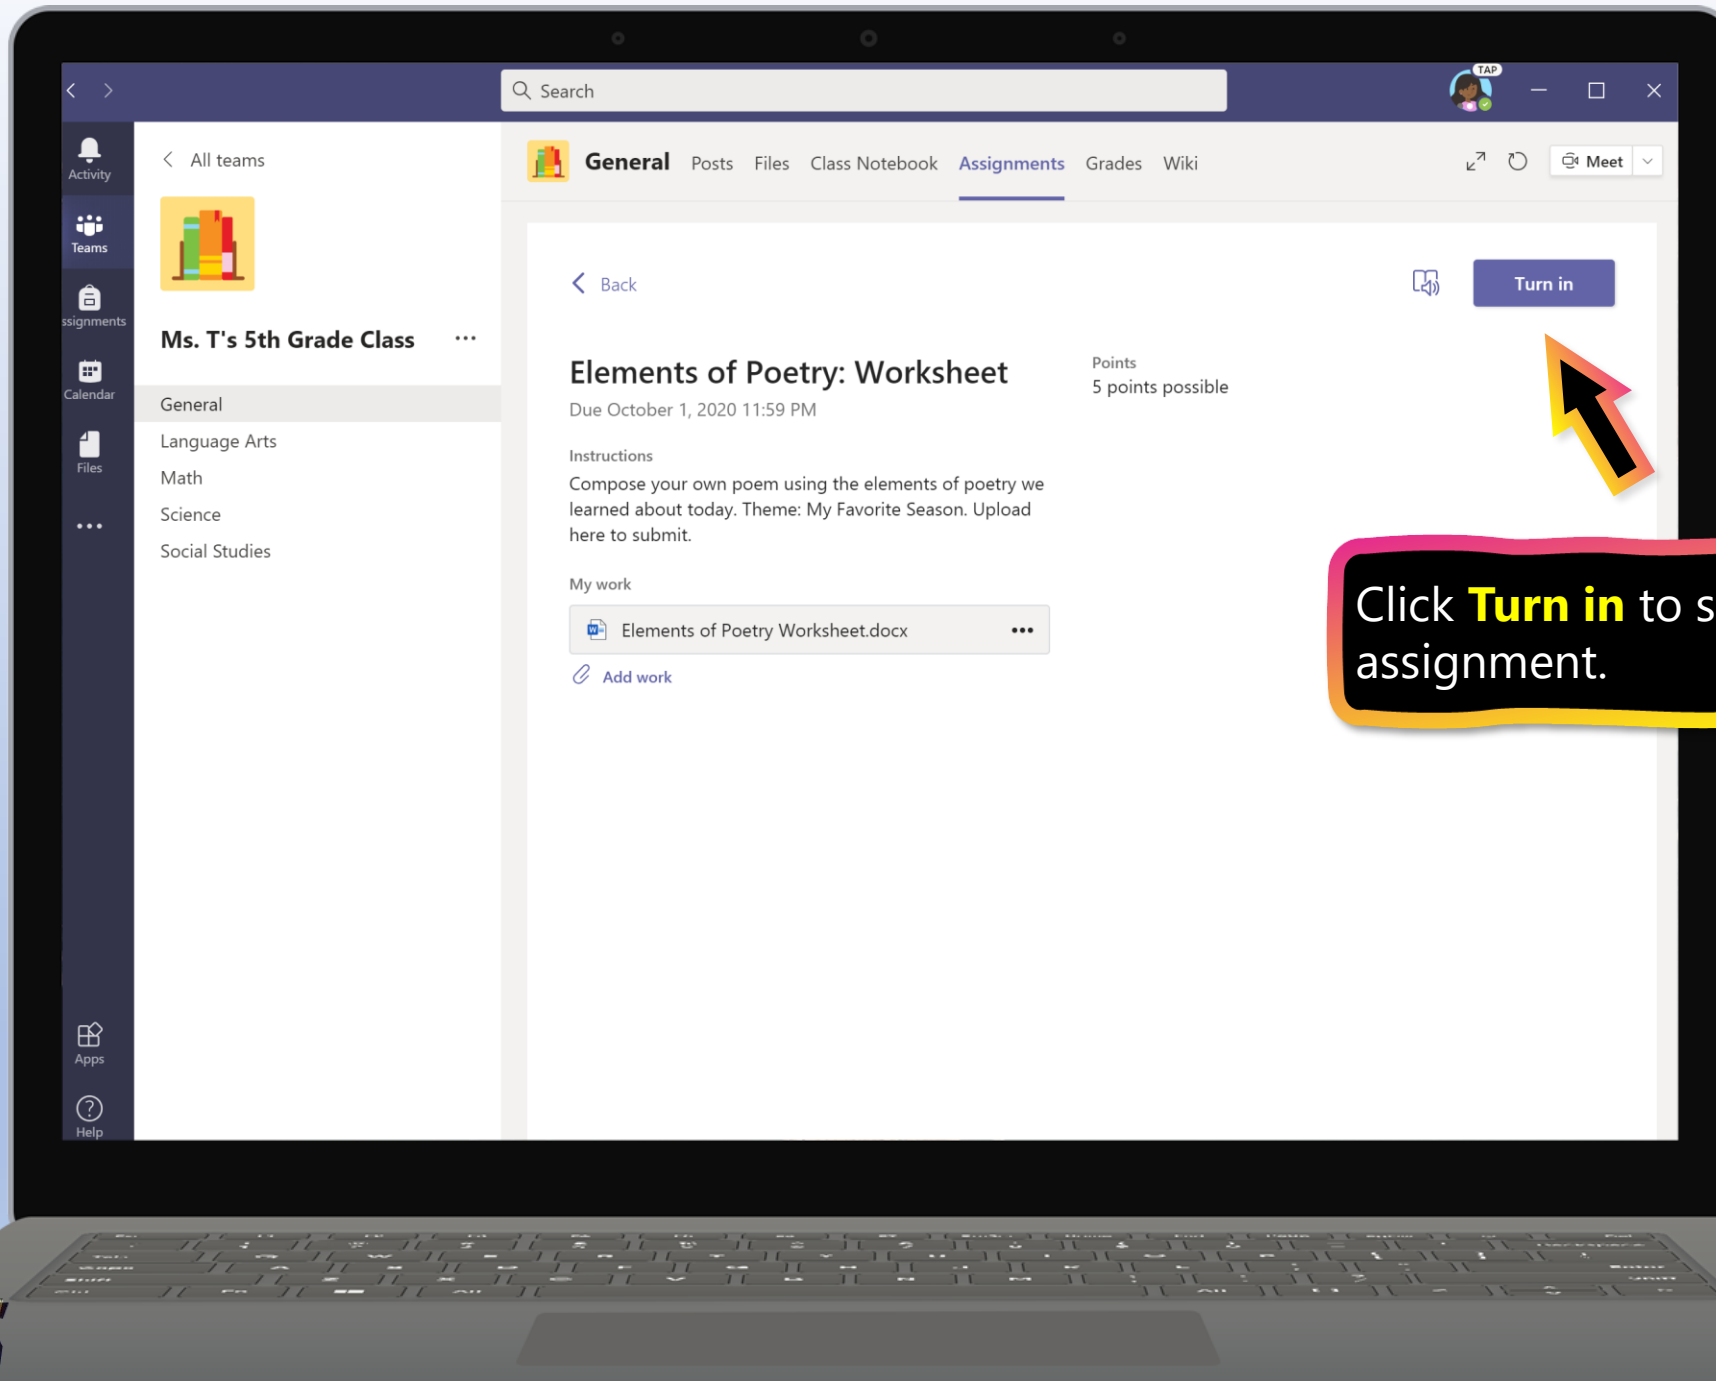 Search
TAP
Activity
Teams
ssignments
Calendar
Files
Apps
Help
All teams
Ms. T's 5th Grade Class
General
Language Arts
Math
Science
Social Studies
General Posts Files Class Notebook Assignments Grades Wiki
Meet
Back
Turn in
Elements of Poetry: Worksheet
Due October 1, 2020 11:59 PM
Points
5 points possible
Instructions
Compose your own poem using the elements of poetry we
learned about today. Theme: My Favorite Season. Upload
here to submit.
My work
Elements of Poetry Worksheet.docx
Add work
Click Turn in to s
assignment.